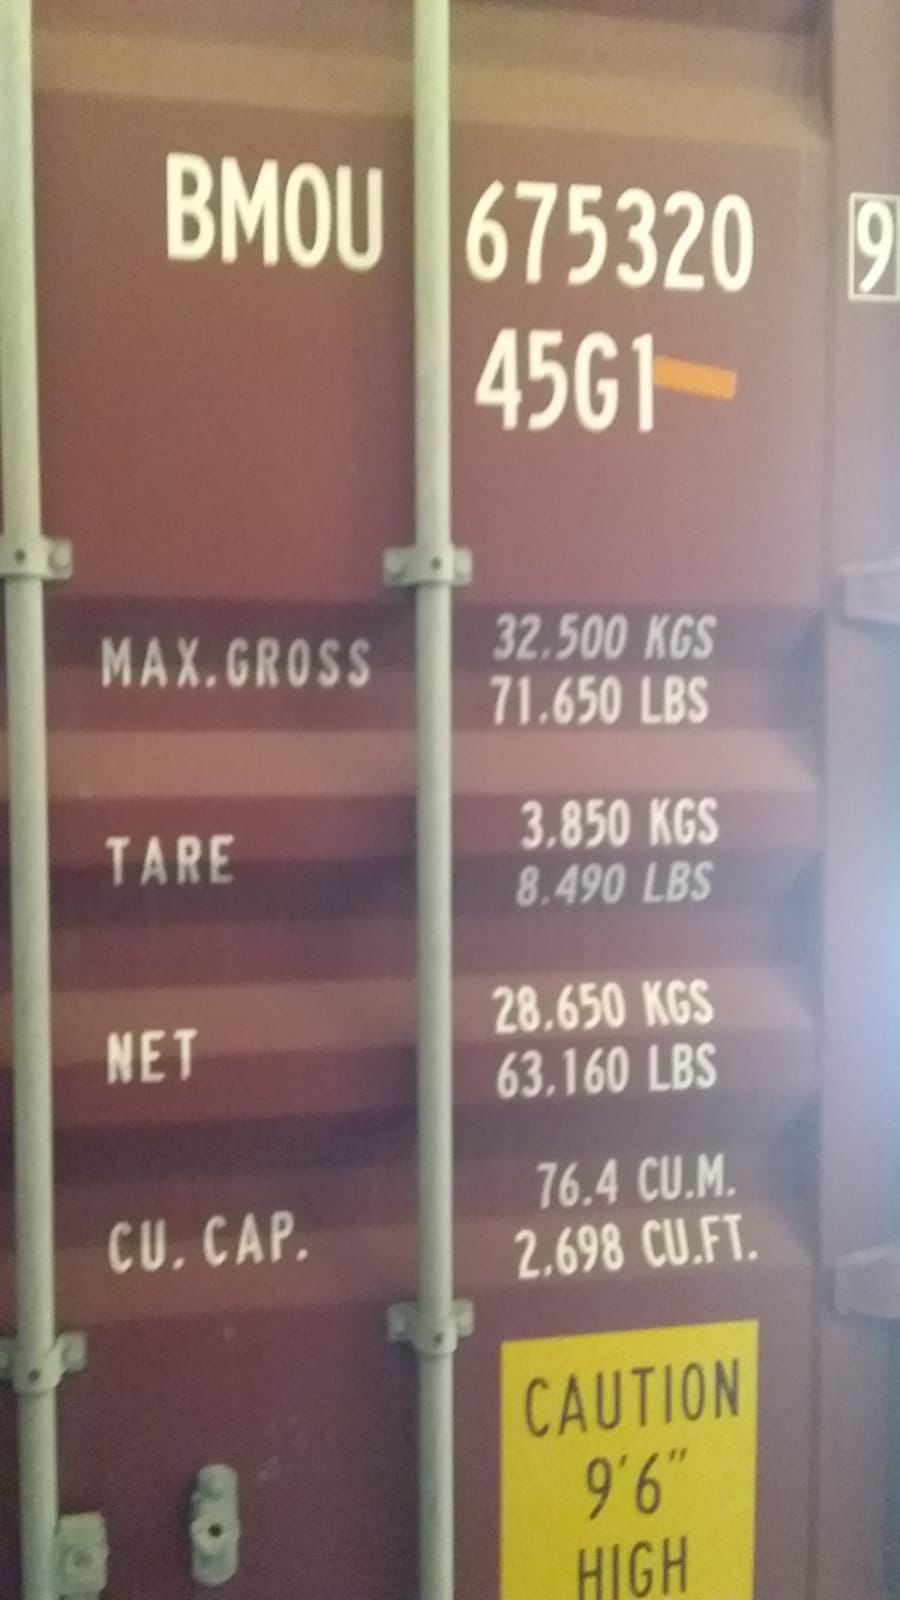 BMOU 675320 9
45G1
MAX.GROSS 32.500 KGS
71.650 LBS
TARE 3.850 KGS
8.490 LBS
NET 28.650 KGS
63.160 LBS
CU. CAP. 76.4 CU.M.
2.698 CU.FT.
CAUTION
9'6"
HIGH